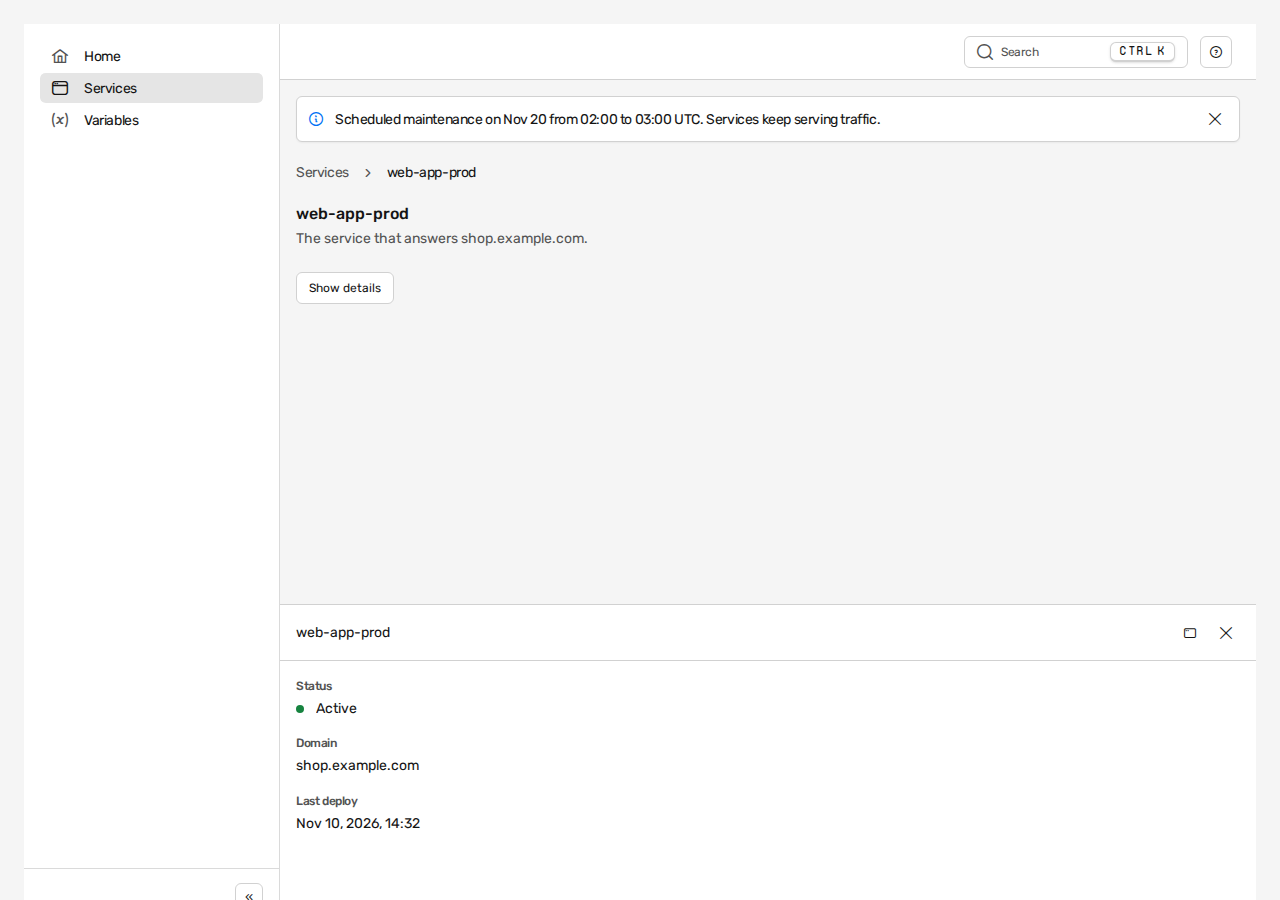 Home
Services
(x) Variables
Search
CTRL K
Scheduled maintenance on Nov 20 from 02:00 to 03:00 UTC. Services keep serving traffic.
Services
web-app-prod
web-app-prod
The service that answers shop.example.com.
Show details
web-app-prod
Status
Active
Domain
shop.example.com
Last deploy
Nov 10, 2026, 14:32